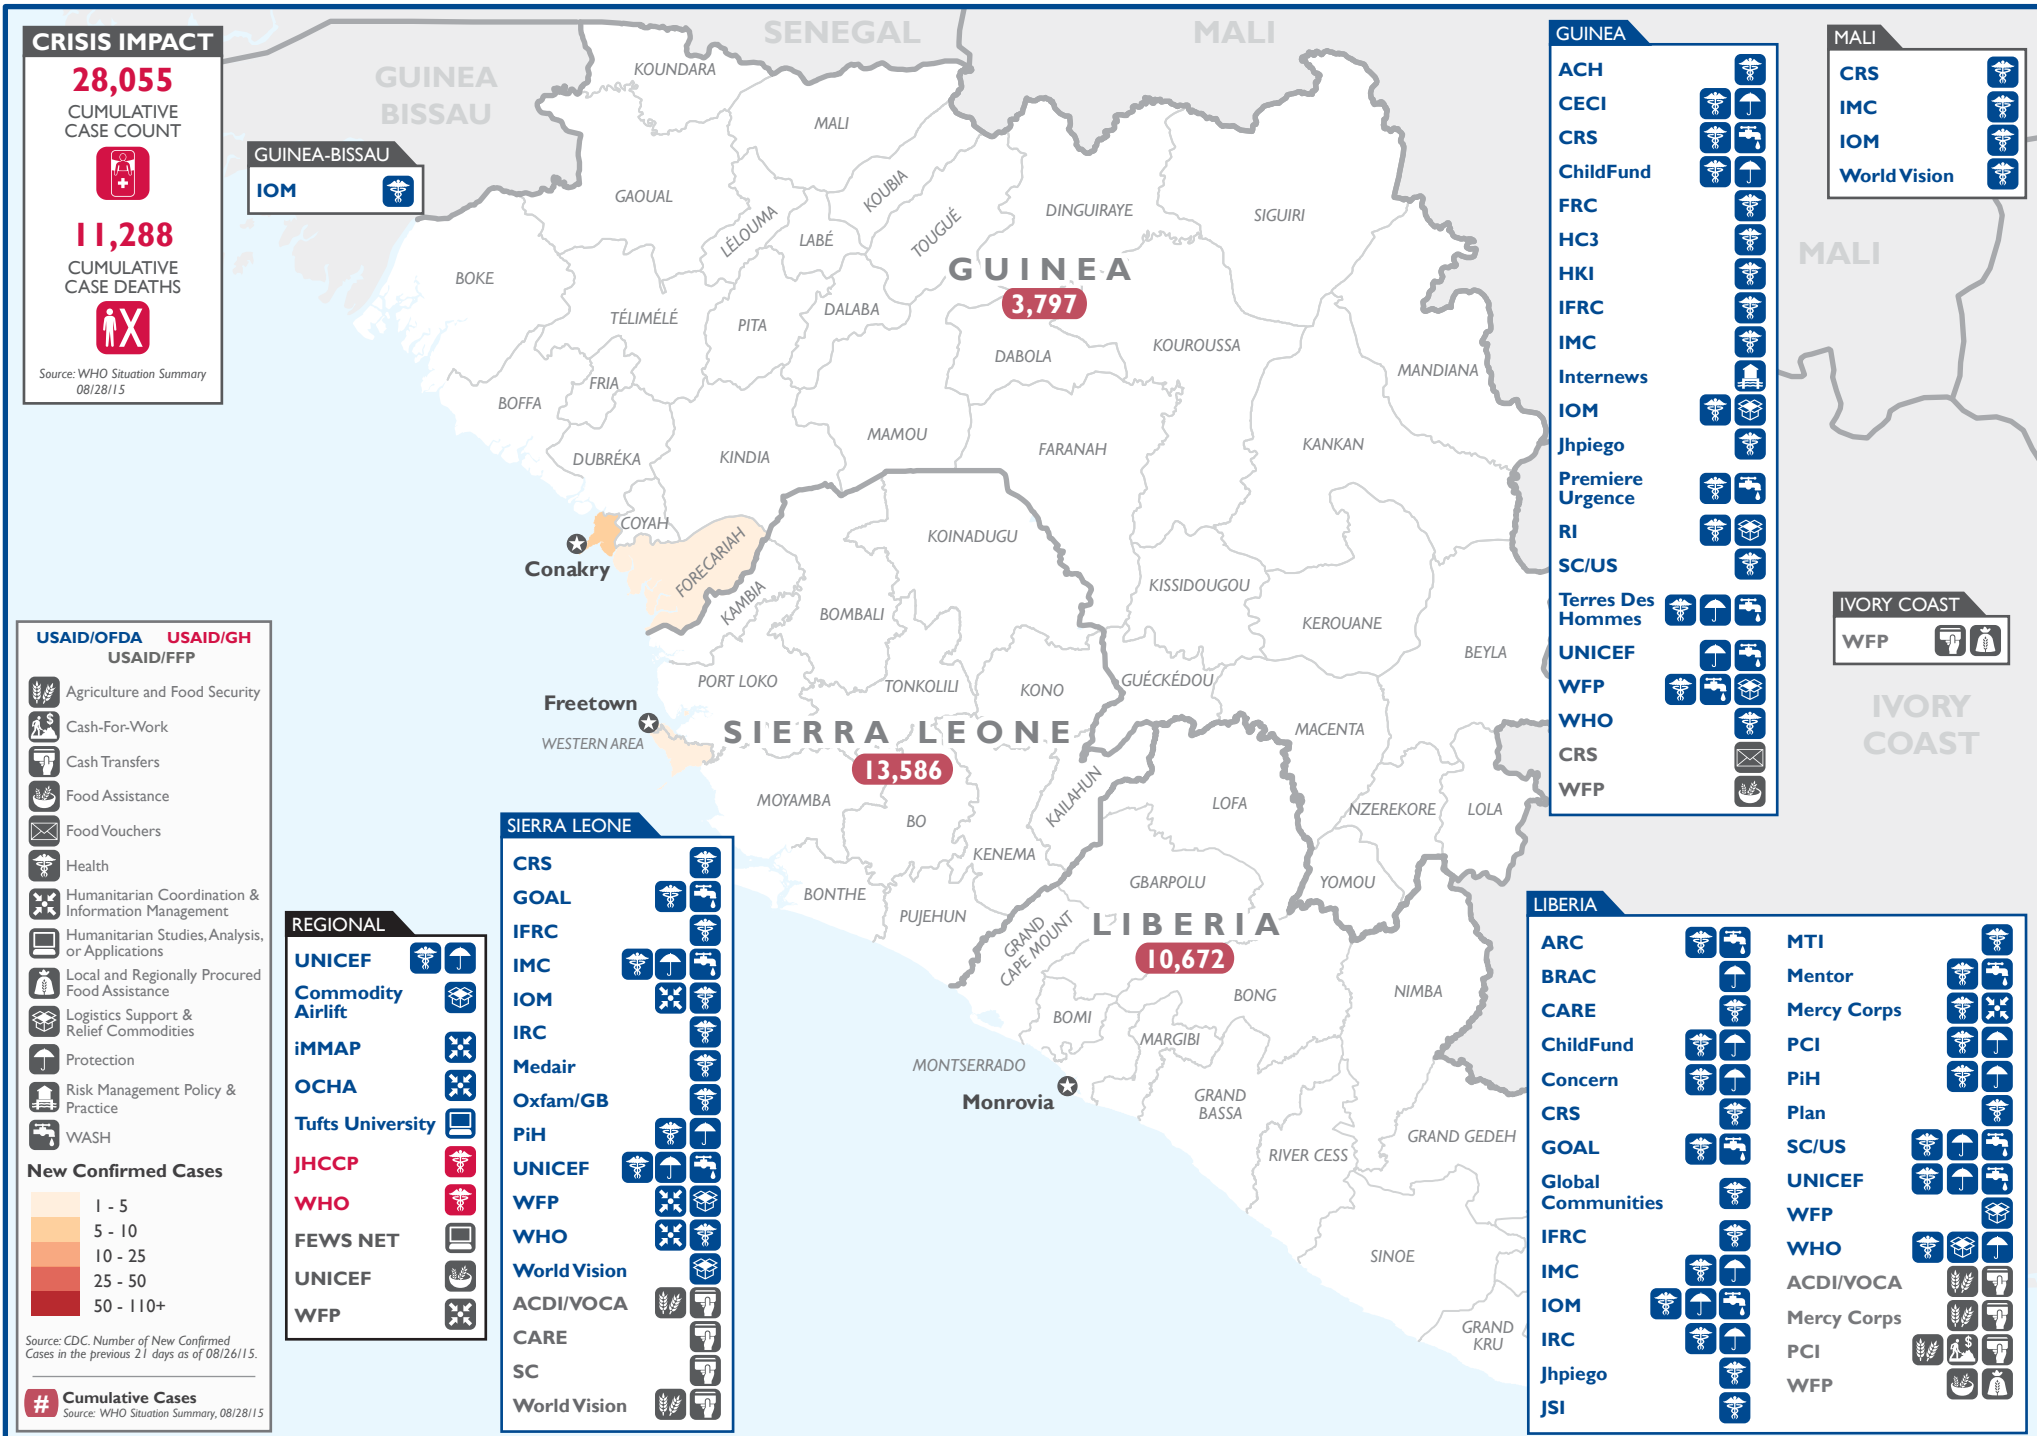 CRISIS IMPACT
28,055
CUMULATIVE
CASE COUNT
11,288
CUMULATIVE
CASE DEATHS
Source: WHO Situation Summary
08/28/15
SENEGAL
MALI
GUINEA
BISSAU
GUINEA-BISSAU
IOM
KOUNDARA
MALI
GAOUAL
KOUBIA
LÉLOUMA
LABÉ
TOUGUÉ
DINGUIRAYE
SIGUIRI
BOKE
GUINEA
3,797
TÉLIMÉLÉ
PITA
DALABA
DABOLA
KOUROUSSA
MANDIANA
FRIA
BOFFA
MAMOU
FARANAH
KANKAN
DUBRÉKA
KINDIA
COYAH
Conakry
FORECARIAH
KOINADUGU
KAMBIA
BOMBALI
KISSIDOUGOU
KEROUANE
BEYLA
PORT LOKO
TONKOLILI
KONO
GUÉCKÉDOU
Freetown
WESTERN AREA
SIERRA LEONE
13,586
MACENTA
MOYAMBA
BO
KAILAHUN
LOFA
NZEREKORE
LOLA
KENEMA
BONTHE
PUJEHUN
GBARPOLU
YOMOU
GRAND
CAPE MOUNT
LIBERIA
10,672
BONG
NIMBA
BOMI
MARGIBI
MONTSERRADO
Monrovia
GRAND
BASSA
RIVER CESS
GRAND GEDEH
SINOE
GRAND
KRU
MALI
IVORY
COAST
GUINEA
ACH
CECI
CRS
ChildFund
FRC
HC3
HKI
IFRC
IMC
Internews
IOM
Jhpiego
Premiere
Urgence
RI
SC/US
Terres Des
Hommes
UNICEF
WFP
WHO
CRS
WFP
MALI
CRS
IMC
IOM
World Vision
IVORY COAST
WFP
USAID/OFDA USAID/GH
USAID/FFP
Agriculture and Food Security
Cash-For-Work
$
Cash Transfers
Food Assistance
Food Vouchers
Health
Humanitarian Coordination &
Information Management
Humanitarian Studies, Analysis,
or Applications
Local and Regionally Procured
Food Assistance
Logistics Support &
Relief Commodities
Protection
Risk Management Policy &
Practice
WASH
New Confirmed Cases
1 - 5
5 - 10
10 - 25
25 - 50
50 - 110+
Source: CDC. Number of New Confirmed
Cases in the previous 21 days as of 08/26/15.
# Cumulative Cases
Source: WHO Situation Summary, 08/28/15
REGIONAL
UNICEF
Commodity
Airlift
iMMAP
OCHA
Tufts University
JHCCP
WHO
FEWS NET
UNICEF
WFP
SIERRA LEONE
CRS
GOAL
IFRC
IMC
IOM
IRC
Medair
Oxfam/GB
PiH
UNICEF
WFP
WHO
World Vision
ACDI/VOCA
CARE
SC
World Vision
LIBERIA
ARC
BRAC
CARE
ChildFund
Concern
CRS
GOAL
Global
Communities
IFRC
IMC
IOM
IRC
Jhpiego
JSI
MTI
Mentor
Mercy Corps
PCI
PiH
Plan
SC/US
UNICEF
WFP
WHO
ACDI/VOCA
Mercy Corps
PCI
$
WFP